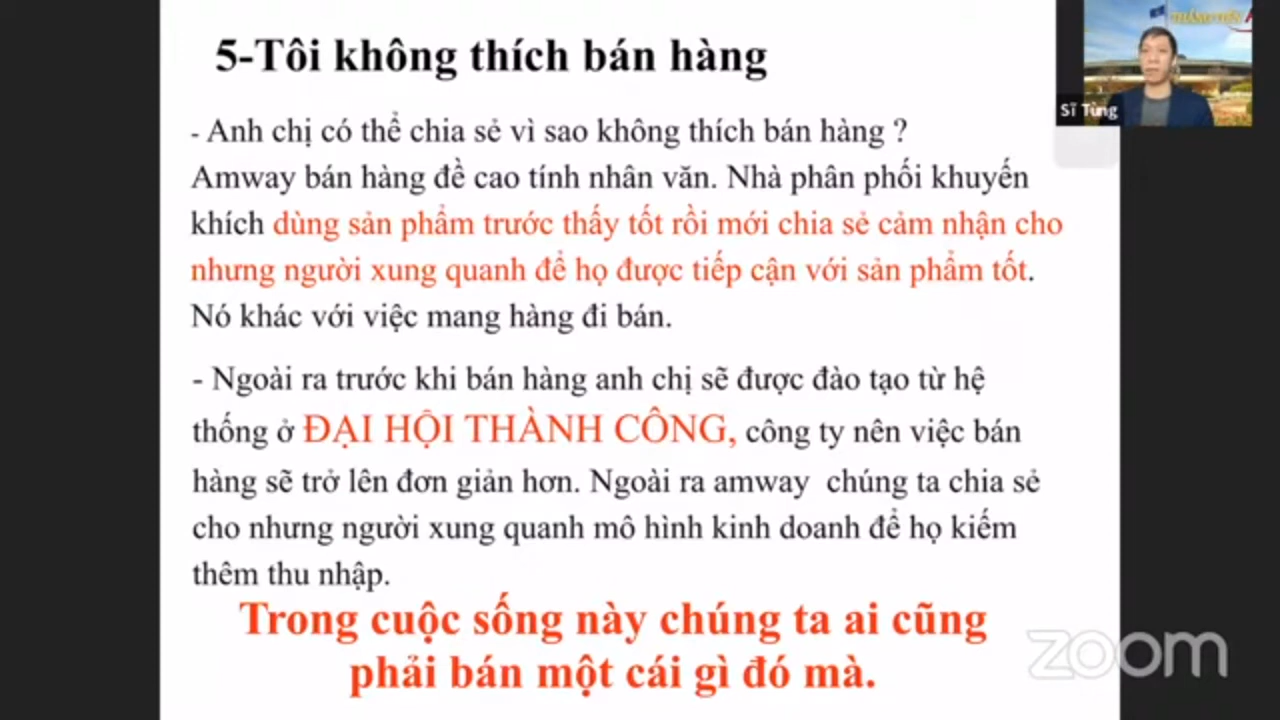 5-Tôi không thích bán hàng
- Anh chị có thể chia sẻ vì sao không thích bán hàng ?
Amway bán hàng đề cao tính nhân văn. Nhà phân phối khuyến
khích dùng sản phẩm trước thấy tốt rồi mới chia sẻ cảm nhận cho
nhưng người xung quanh để họ được tiếp cận với sản phẩm tốt.
Nó khác với việc mang hàng đi bán.
- Ngoài ra trước khi bán hàng anh chị sẽ được đào tạo từ hệ
thống ở ĐẠI HỘI THÀNH CÔNG, công ty nên việc bán
hàng sẽ trở lên đơn giản hơn. Ngoài ra amway chúng ta chia sẻ
cho nhưng người xung quanh mô hình kinh doanh để họ kiếm
thêm thu nhập.
Trong cuộc sống này chúng ta ai cũng
phải bán một cái gì đó mà.
Sĩ Tùng
zoom